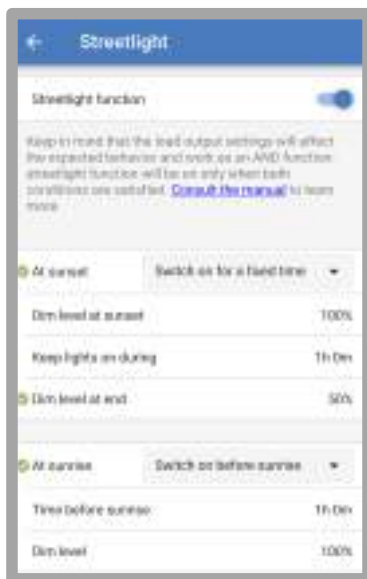 Streetlight
Streetlight function
Keep in mind that the load output settings will affect
the expected behavior and work as an AND function:
streetlight function will be on only when both
conditions are satisfied. Consult the manual to learn
more.
At sunset Switch on for a fixed time
Dim level at sunset 100%
Keep lights on during 1h 0m
Dim level at end 50%
At sunrise Switch on before sunrise
Time before sunrise 1h 0m
Dim level 100%